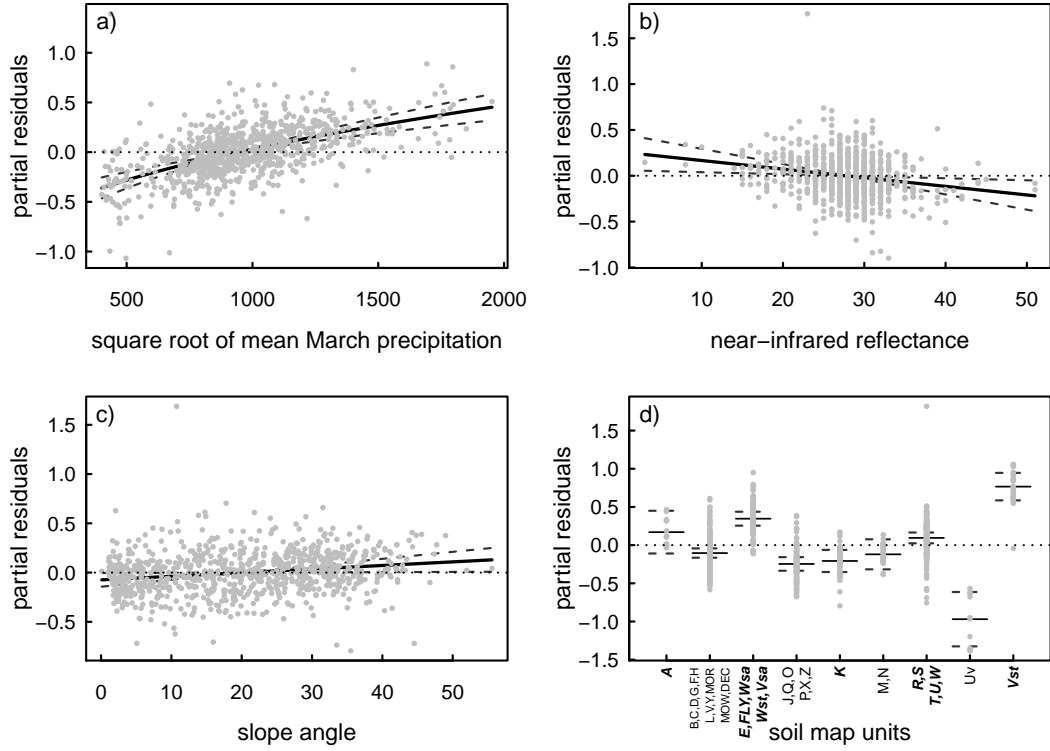 a)
partial residuals
1.0
0.5
0.0
−0.5
−1.0
500
1000
1500
2000
square root of mean March precipitation
b)
partial residuals
1.5
1.0
0.5
0.0
−0.5
−1.0
10
20
30
40
50
near−infrared reflectance
c)
partial residuals
1.5
1.0
0.5
0.0
−0.5
0
10
20
30
40
50
slope angle
d)
partial residuals
1.5
1.0
0.5
0.0
−0.5
−1.0
−1.5
A
B,C,D,G,F,H
L,V,Y,MOR
MOW,DEC
E,FLY,Wsa
Wst,Vsa
J,Q,O
P,X,Z
K
M,N
R,S
T,U,W
Uv
Vst
soil map units